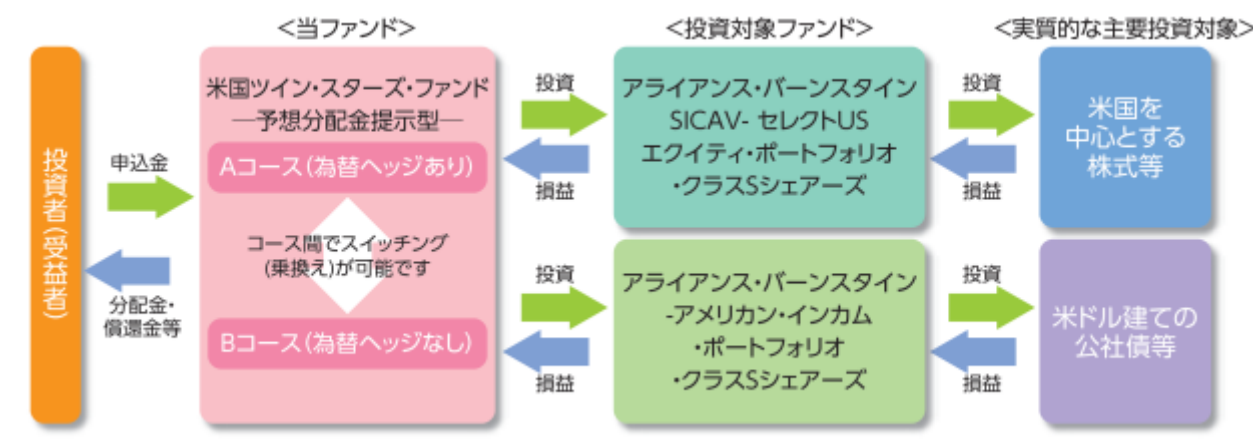 <当ファンド>
<投資対象ファンド>
<実質的な主要投資対象>
投資者(受益者)
申込金
分配金・
償還金等
米国ツイン・スターズ・ファンド
―予想分配金提示型―
Aコース(為替ヘッジあり)
コース間でスイッチング
(乗換え)が可能です
Bコース(為替ヘッジなし)
投資
損益
アライアンス・バーンスタイン
SICAV- セレクトUS
エクイティ・ポートフォリオ
・クラスSシェアーズ
投資
損益
米国を
中心とする
株式等
投資
損益
アライアンス・バーンスタイン
-アメリカン・インカム
・ポートフォリオ
・クラスSシェアーズ
投資
損益
米ドル建ての
公社債等